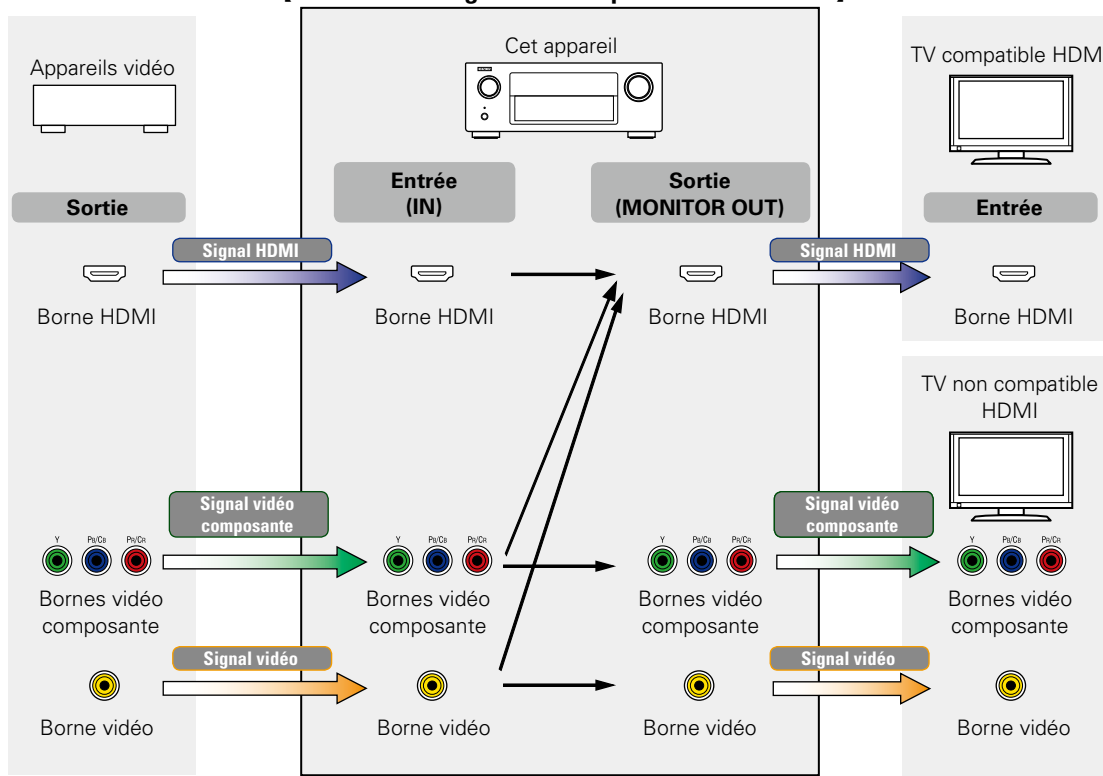 Appareils vidéo
Cet appareil
TV compatible HDM
Sortie
Entrée
(IN)
Sortie
(MONITOR OUT)
Entrée
Signal HDMI
Signal HDMI
Borne HDMI
Borne HDMI
Borne HDMI
Borne HDMI
TV non compatible
HDMI
Signal vidéo
composante
Signal vidéo
composante
Y PB/CB PR/CR
Y PB/CB PR/CR
Y PB/CB PR/CR
Y PB/CB PR/CR
Bornes vidéo
composante
Bornes vidéo
composante
Bornes vidéo
composante
Bornes vidéo
composante
Signal vidéo
Signal vidéo
Borne vidéo
Borne vidéo
Borne vidéo
Borne vidéo